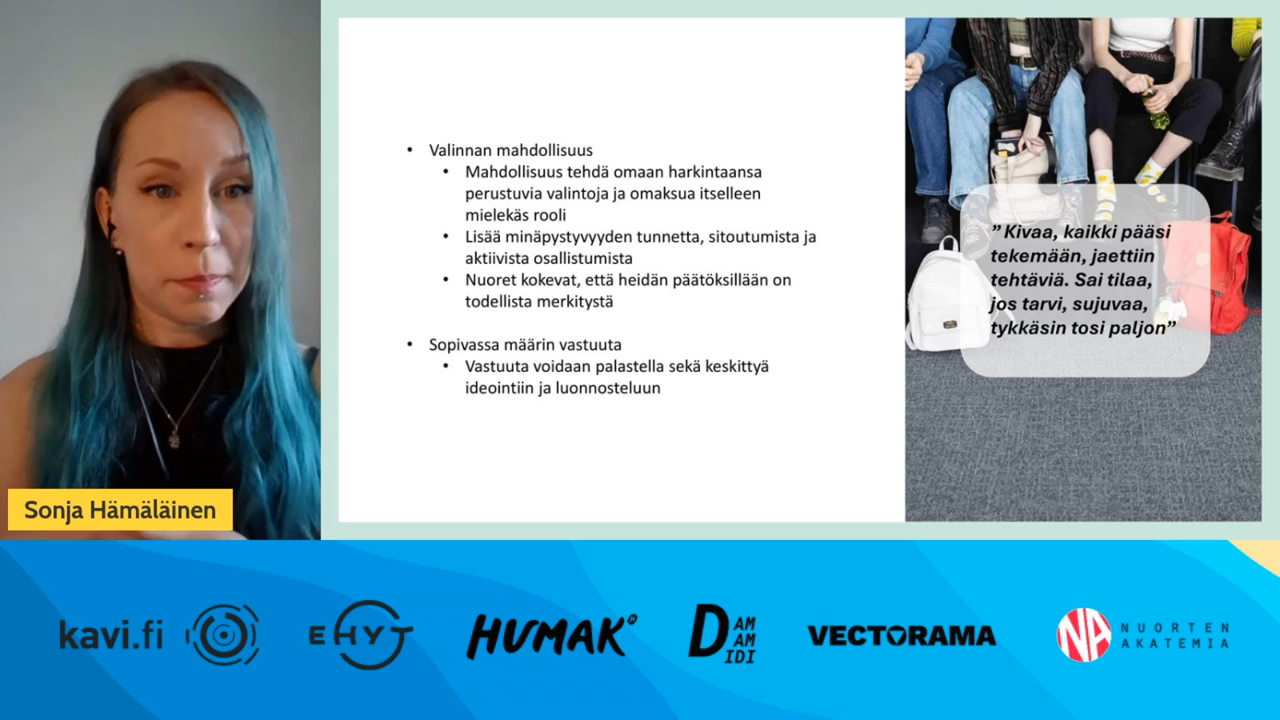 • Valinnan mahdollisuus
• Mahdollisuus tehdä omaan harkintaansa
perustuvia valintoja ja omaksua itselleen
mielekäs rooli
• Lisää minäpystyvyyden tunnetta, sitoutumista ja
aktiivista osallistumista
• Nuoret kokevat, että heidän päätöksillään on
todellista merkitystä
• Sopivassa määrin vastuuta
• Vastuuta voidaan palastella sekä keskittyä
ideointiin ja luonnosteluun
” Kivaa, kaikki pääsi
tekemään, jaettiin
tehtäviä. Sai tilaa,
jos tarvi, sujuvaa,
tykkäsin tosi paljon”
Sonja Hämäläinen
kavi.fi
EHYT
HUMAK
DAM
AM
IDI
VECTORAMA
NA NUORTEN
AKATEMIA